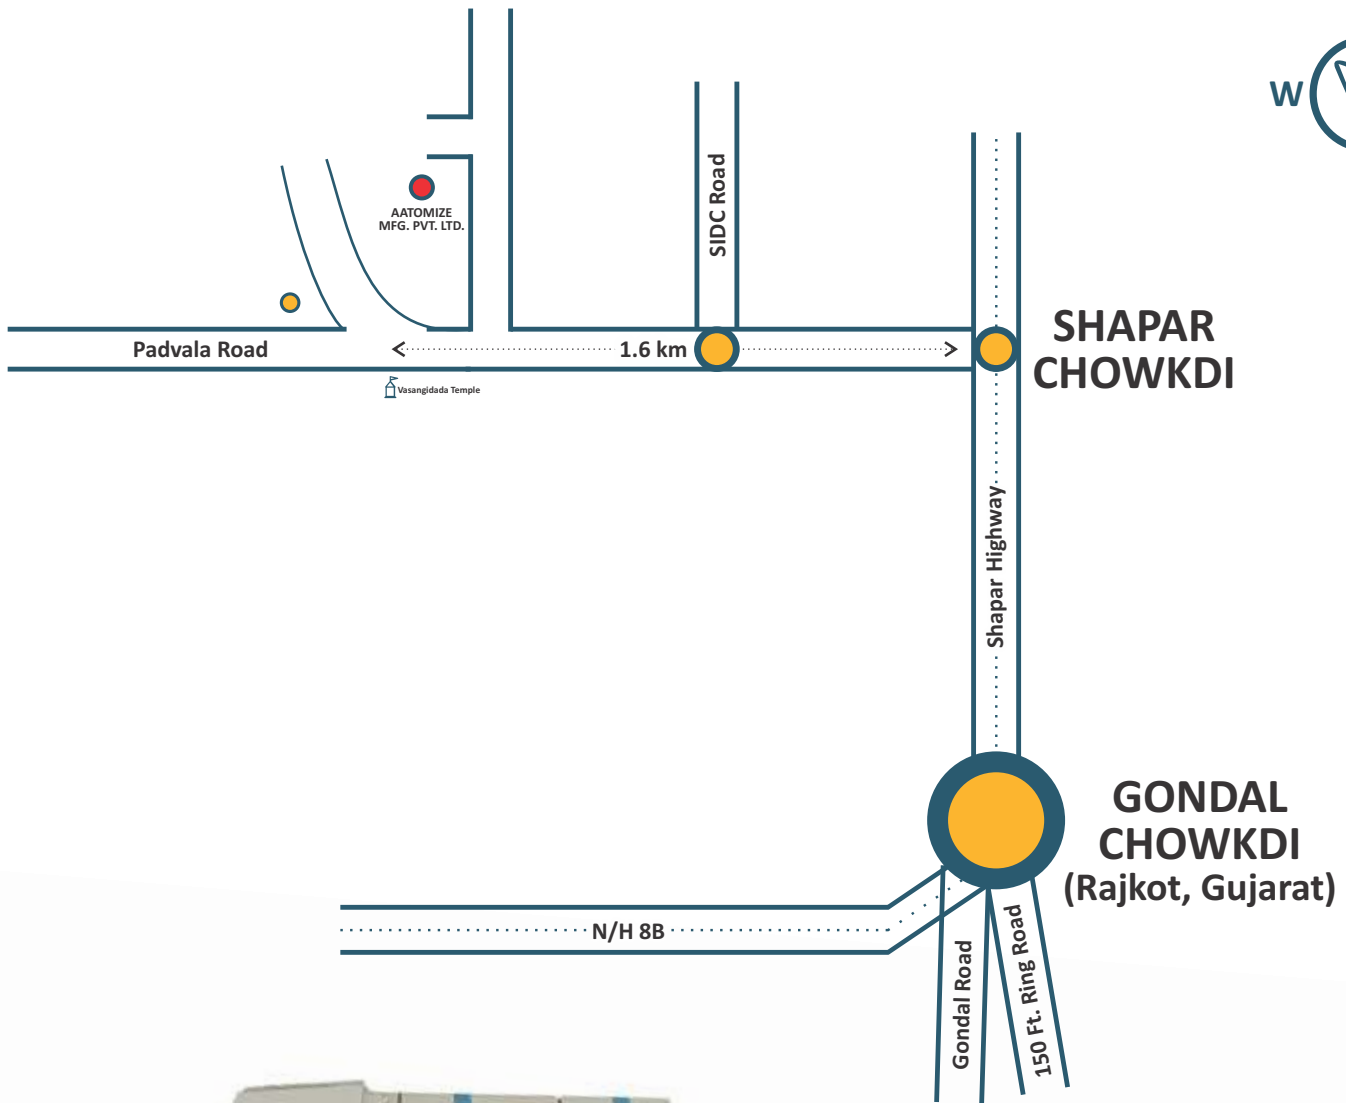 W
SIDC Road
AATOMIZE
MFG. PVT. LTD.
SHAPAR
CHOWKDI
Padvala Road
1.6 km
Vasangidada Temple
Shapar Highway
GONDAL
CHOWKDI
(Rajkot, Gujarat)
N/H 8B
Gondal Road
150 Ft. Ring Road